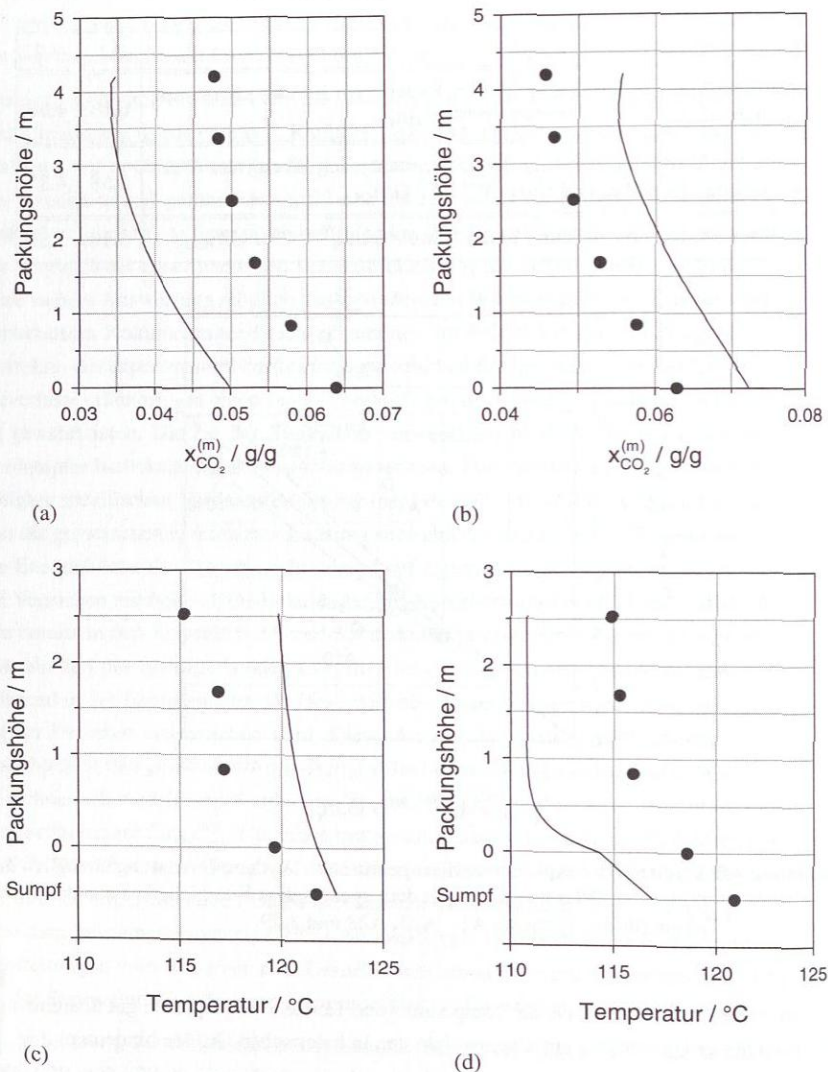 5
4
3
2
1
0
Packungshöhe / m
0.03 0.04 0.05 0.06 0.07
x(m)CO2 / g/g
(a)
5
4
3
2
1
0
Packungshöhe / m
0.04 0.06 0.08
x(m)CO2 / g/g
(b)
3
2
1
0
Sumpf
Packungshöhe / m
110 115 120 125
Temperatur / °C
(c)
3
2
1
0
Sumpf
Packungshöhe / m
110 115 120 125
Temperatur / °C
(d)